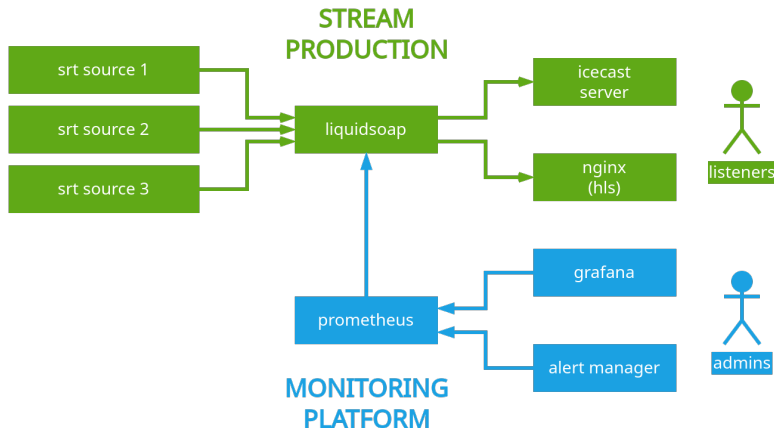 STREAM
PRODUCTION
srt source 1
srt source 2
srt source 3
liquidsoap
icecast
server
nginx
(hls)
listeners
prometheus
grafana
alert manager
admins
MONITORING
PLATFORM